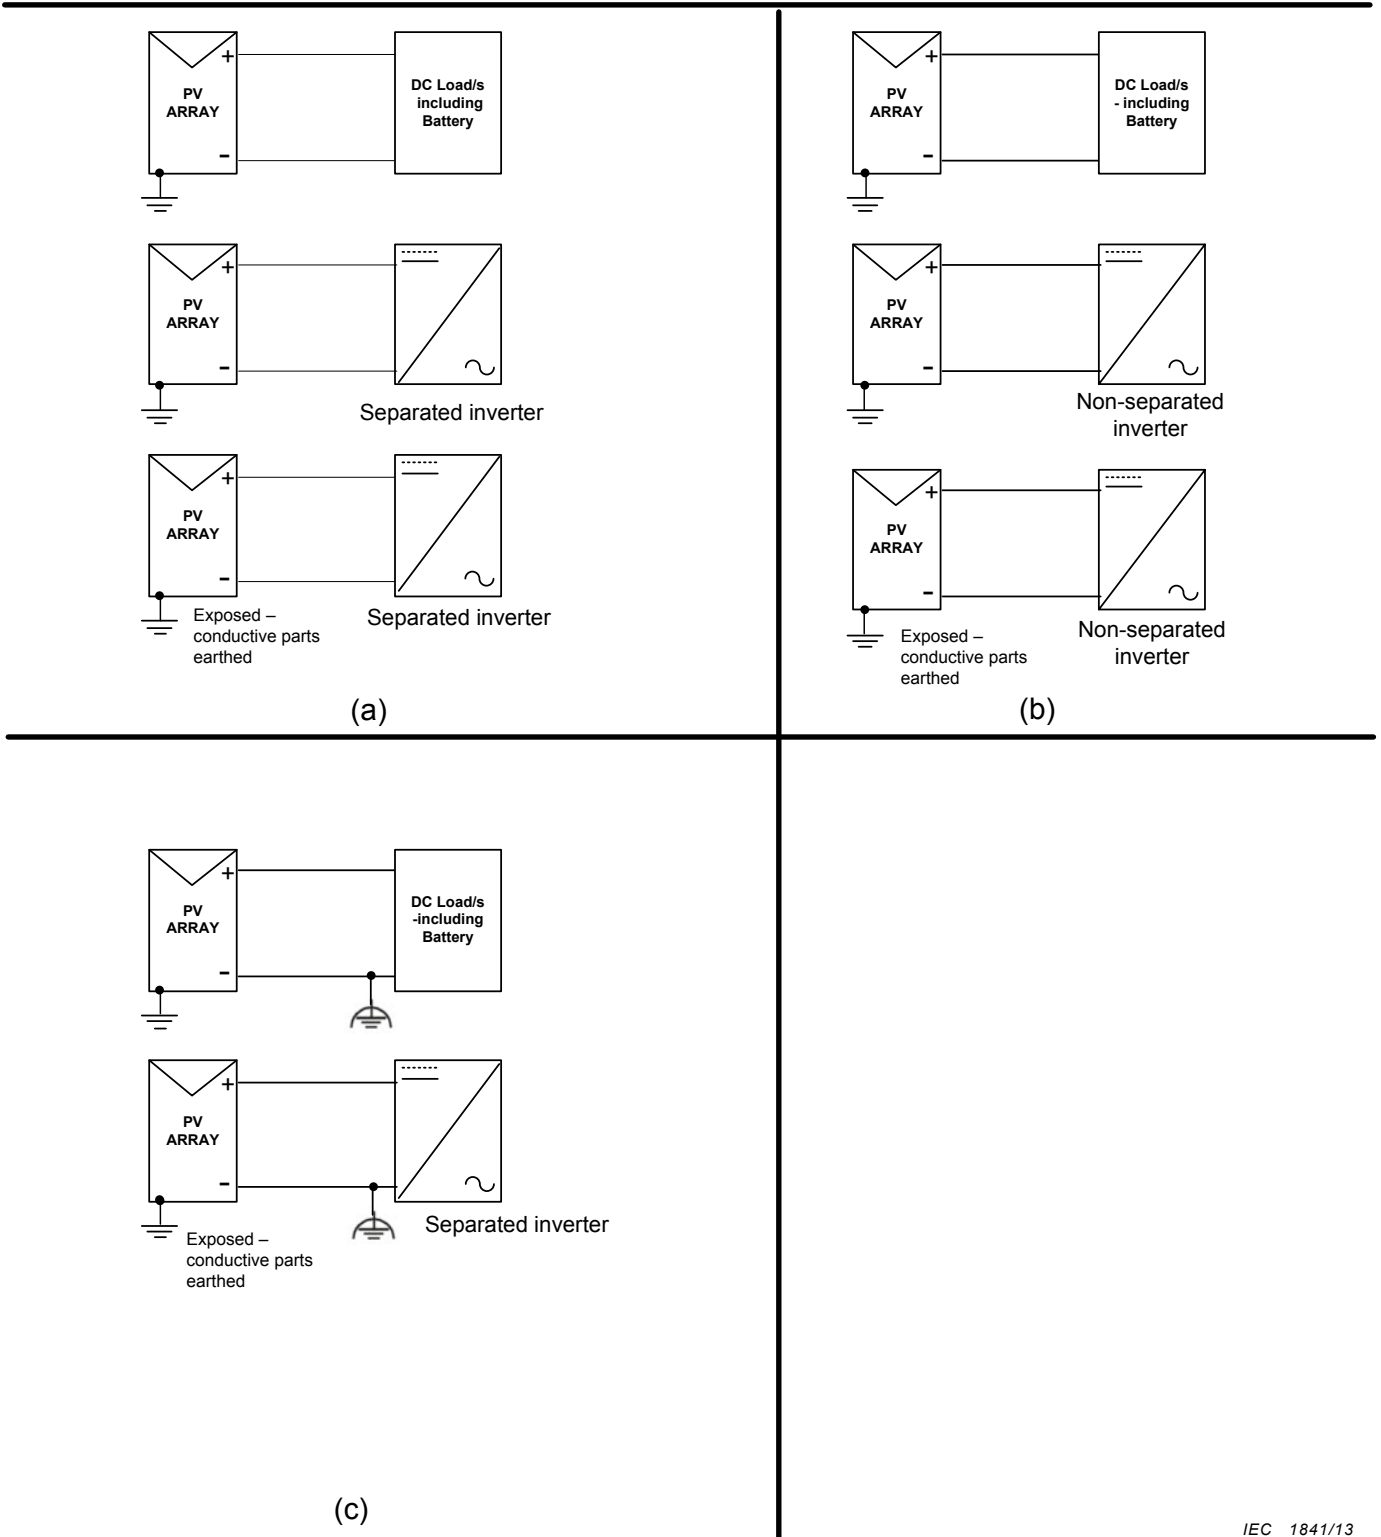 +
PV
ARRAY
-
DC Load/s
including
Battery
+
PV
ARRAY
-
Separated inverter
+
PV
ARRAY
-
Exposed –
conductive parts
earthed
Separated inverter
(a)
+
PV
ARRAY
-
DC Load/s
- including
Battery
+
PV
ARRAY
-
Non-separated
inverter
+
PV
ARRAY
-
Exposed –
conductive parts
earthed
Non-separated
inverter
(b)
+
PV
ARRAY
-
DC Load/s
-including
Battery
+
PV
ARRAY
-
Exposed –
conductive parts
earthed
Separated inverter
(c)
IEC 1841/13